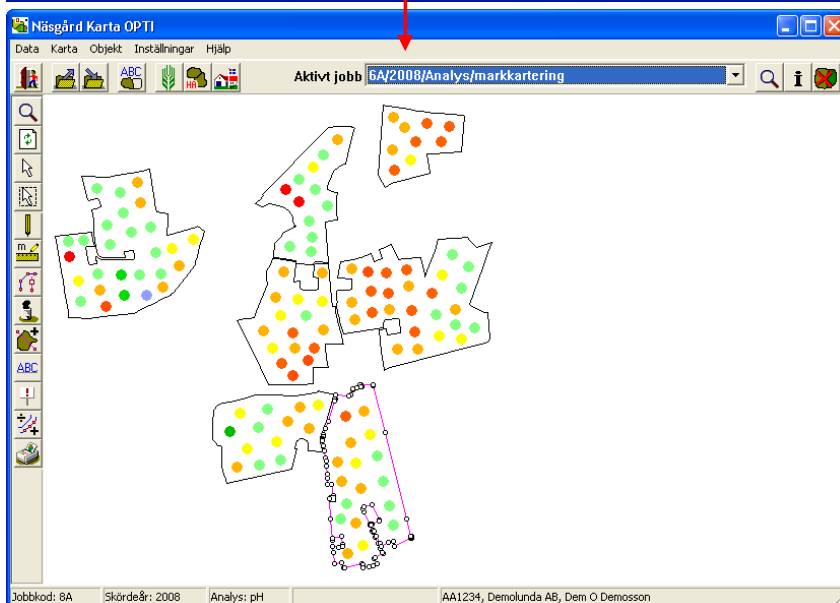 Näsgård Karta OPTI
Data Karta Objekt Inställningar Hjälp
ABC HA Aktivt jobb 6A/2008/Analys/markkartering i
m
ABC
Jobbkod: 8A Skördeår: 2008 Analys: pH AA1234, Demolunda AB, Dem O Demosson